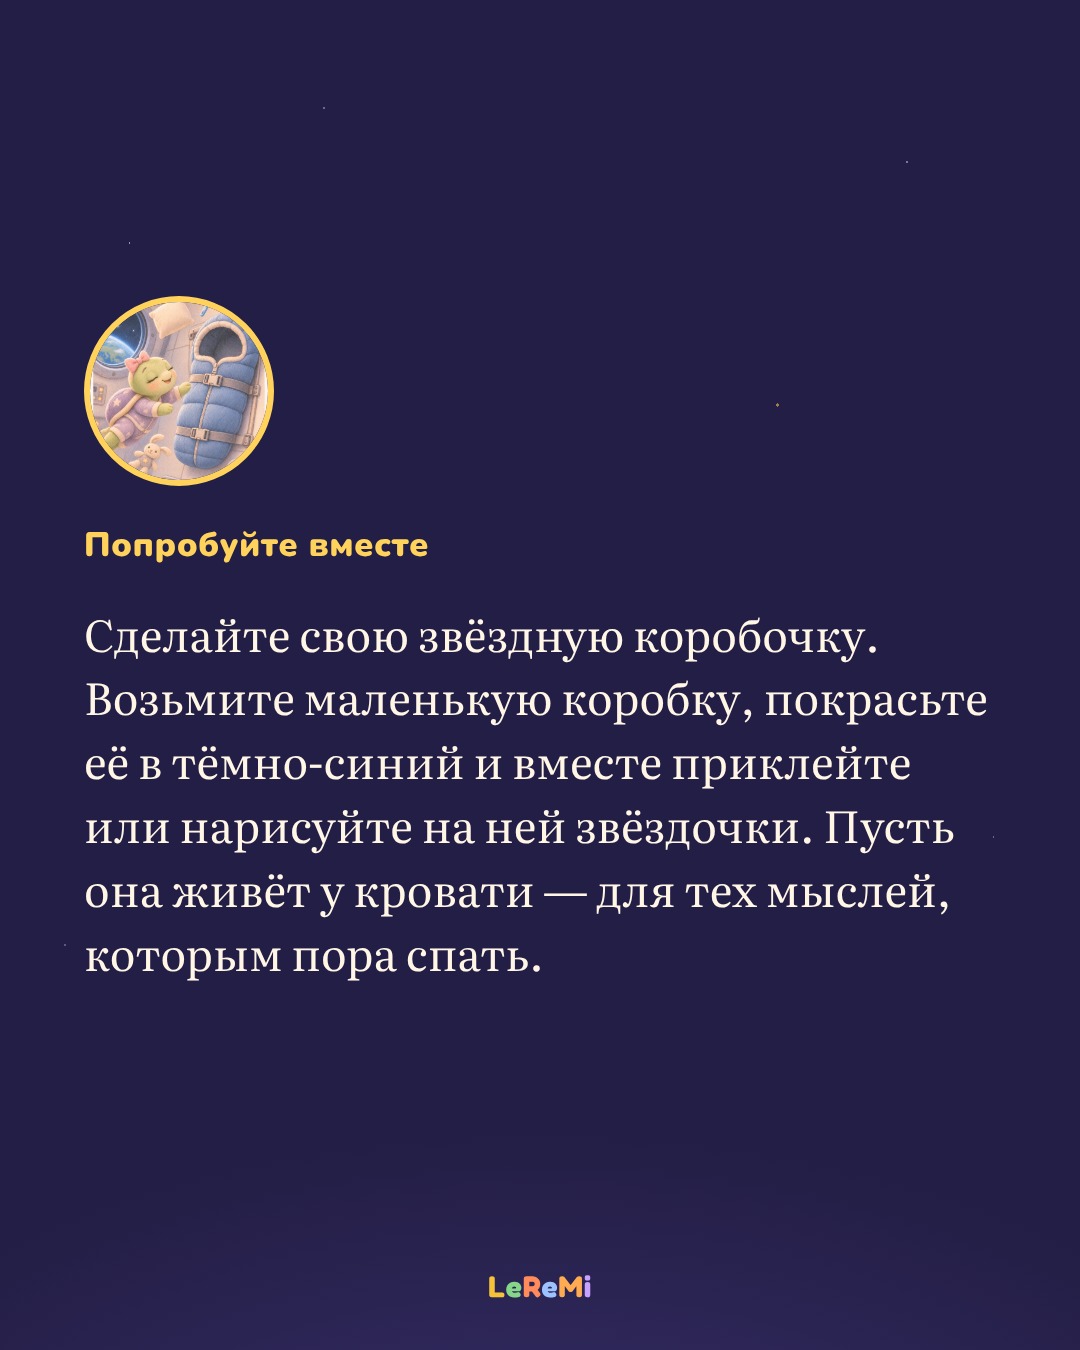 Попробуйте вместе
Сделайте свою звёздную коробочку.
Возьмите маленькую коробку, покрасьте
её в тёмно-синий и вместе приклейте
или нарисуйте на ней звёздочки. Пусть
она живёт у кровати — для тех мыслей,
которым пора спать.
LeReMi